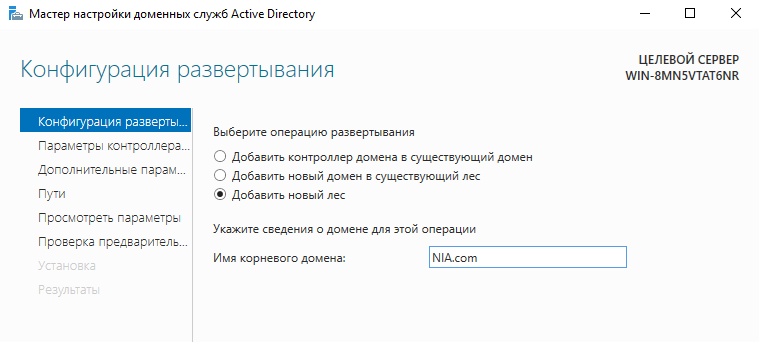 Мастер настройки доменных служб Active Directory
Конфигурация развертывания
ЦЕЛЕВОЙ СЕРВЕР
WIN-8MN5VTAT6NR
Конфигурация разверты...
Параметры контроллера...
Дополнительные парам...
Пути
Просмотреть параметры
Проверка предваритель...
Установка
Результаты
Выберите операцию развертывания
Добавить контроллер домена в существующий домен
Добавить новый домен в существующий лес
Добавить новый лес
Укажите сведения о домене для этой операции
Имя корневого домена:
NIA.com